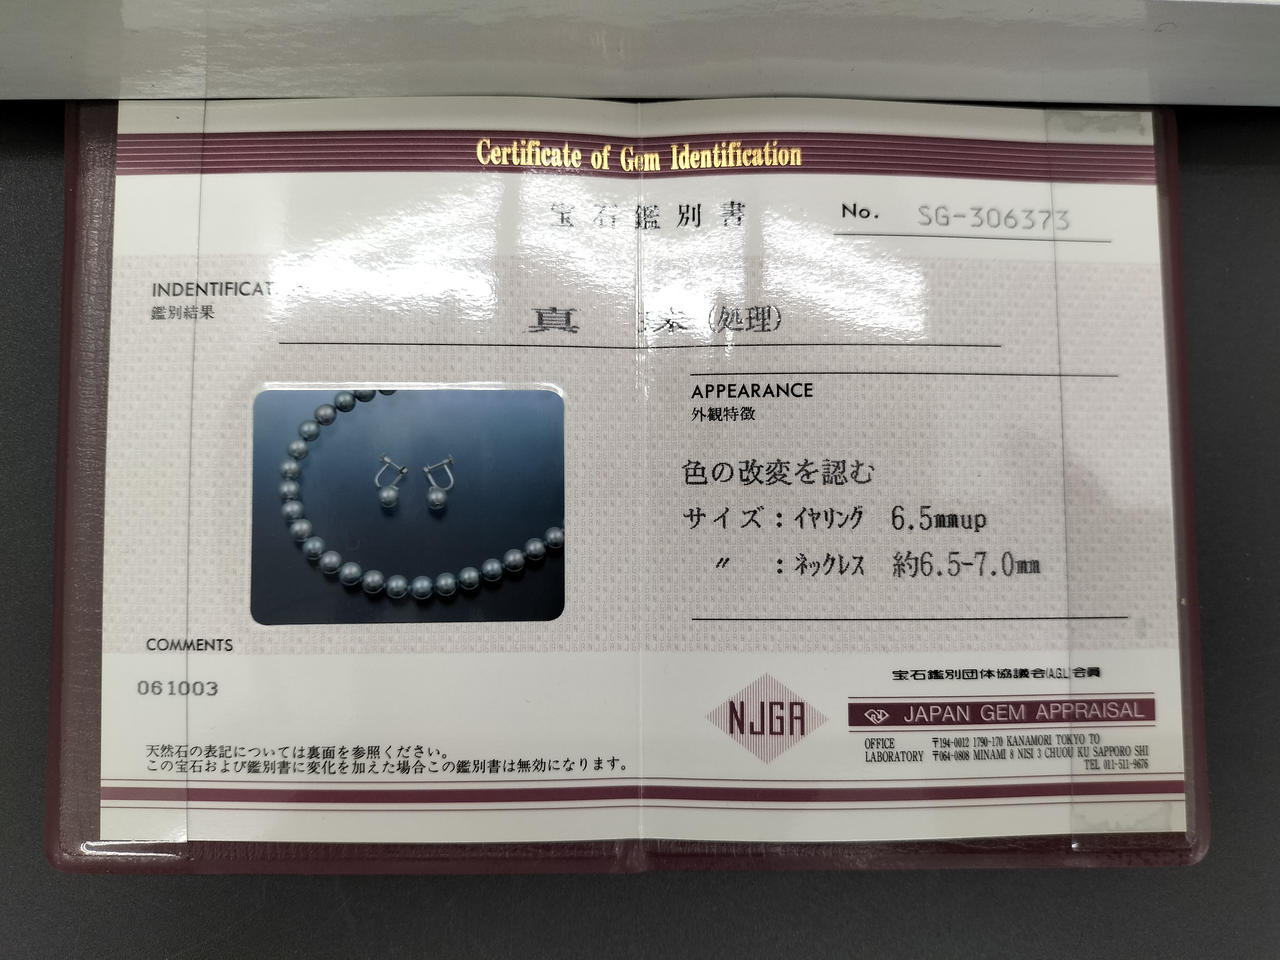 Certificate of Gem Identification
宝石鑑別書
No. SG-306373
INDENTIFICAT
鑑別結果
真 珠 (処理)
APPEARANCE
外観特徴
色の改変を認む
サイズ：イヤリング 6.5mmup
〃 ：ネックレス 約6.5-7.0mm
COMMENTS
061003
天然石の表記については裏面を参照ください。
この宝石および鑑別書に変化を加えた場合この鑑別書は無効になります。
NJGA
宝石鑑別団体協議会(A.G.L)会員
JAPAN GEM APPRAISAL
OFFICE 〒194-0012 1790-170 KANAMORI TOKYO TO
LABORATORY 〒064-0808 MINAMI 8 NISI 3 CHUOU KU SAPPORO SHI
TEL 011-511-9676